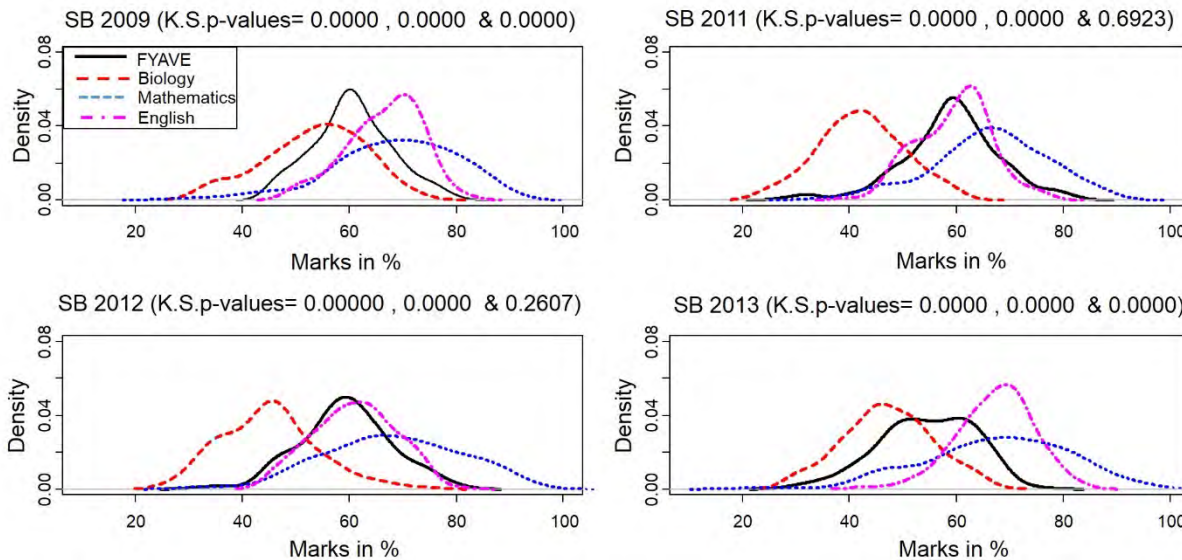 SB 2009 (K.S.p-values= 0.0000 , 0.0000 & 0.0000)
0.08
0.04
0.00
Density
FYAVE
Biology
Mathematics
English
20 40 60 80 100
Marks in %
SB 2011 (K.S.p-values= 0.0000 , 0.0000 & 0.6923)
0.08
0.04
0.00
Density
20 40 60 80 100
Marks in %
SB 2012 (K.S.p-values= 0.00000 , 0.0000 & 0.2607)
0.08
0.04
0.00
Density
20 40 60 80 100
Marks in %
SB 2013 (K.S.p-values= 0.0000 , 0.0000 & 0.0000)
0.08
0.04
0.00
Density
20 40 60 80 100
Marks in %